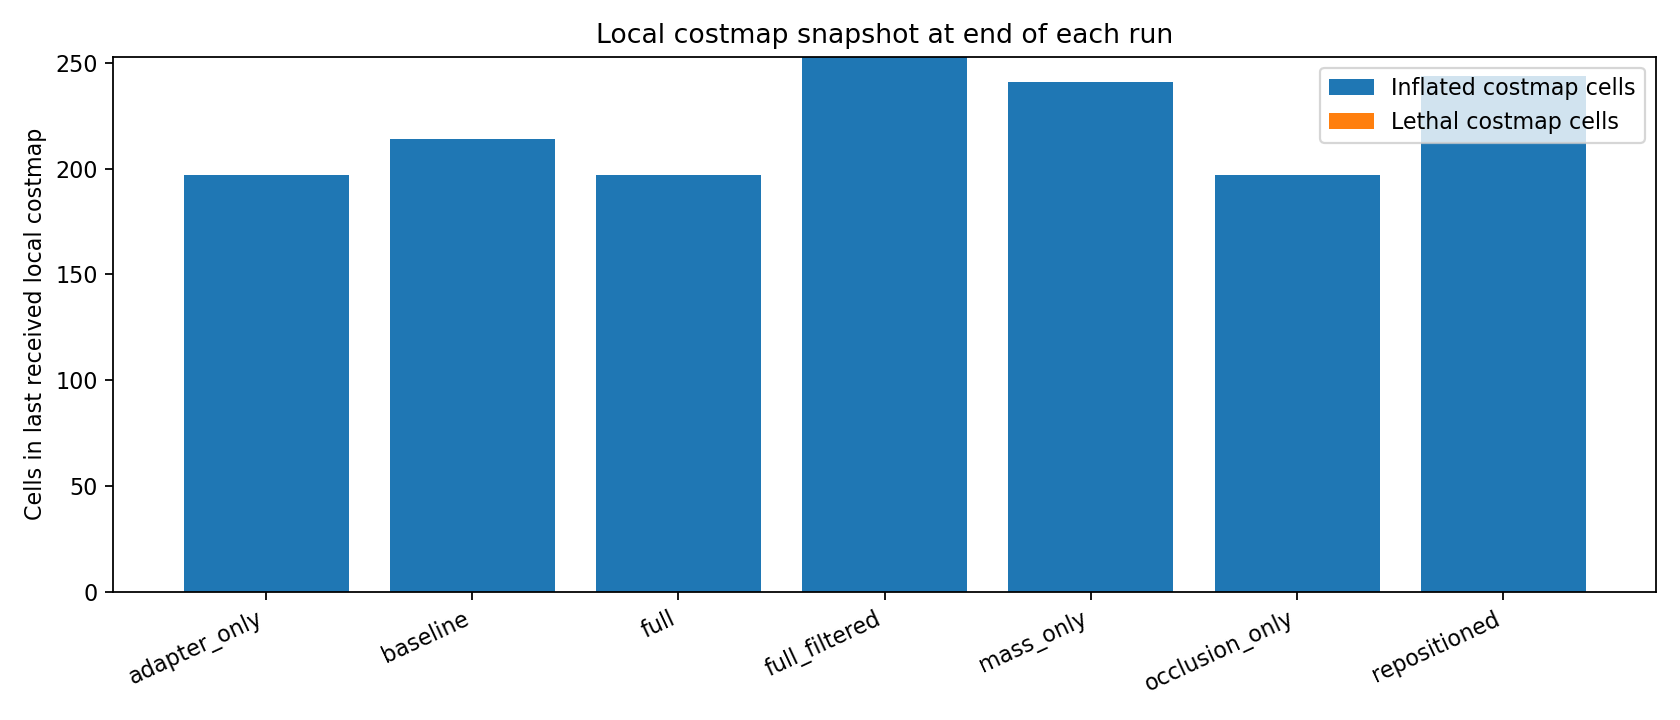 Local costmap snapshot at end of each run
Cells in last received local costmap
250
200
150
100
50
0
Inflated costmap cells
Lethal costmap cells
adapter_only
baseline
full
full_filtered
mass_only
occlusion_only
repositioned